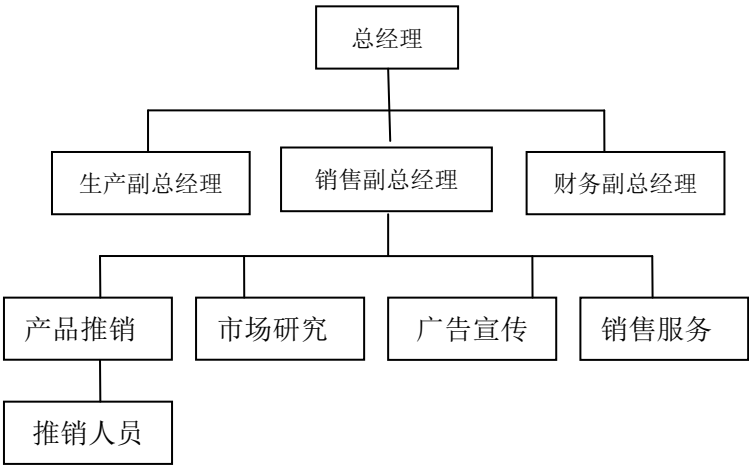 总经理
生产副总经理
销售副总经理
财务副总经理
产品推销
市场研究
广告宣传
销售服务
推销人员